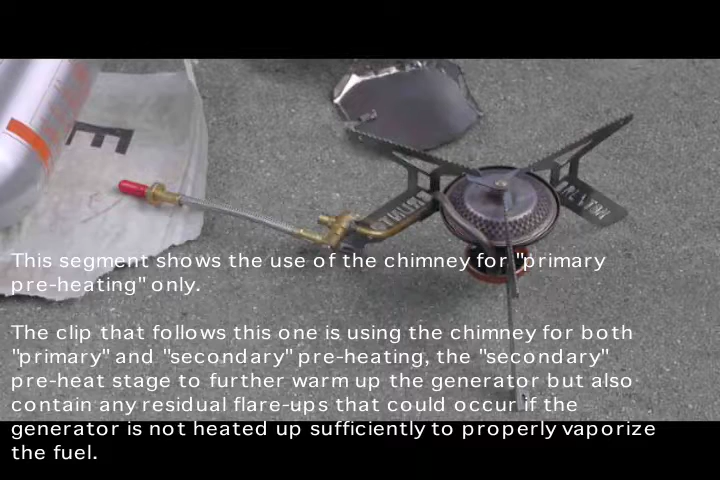 E
This segment shows the use of the chimney for "primary
pre-heating" only.
The clip that follows this one is using the chimney for both
"primary" and "secondary" pre-heating, the "secondary"
pre-heat stage to further warm up the generator but also
contain any residual flare-ups that could occur if the
generator is not heated up sufficiently to properly vaporize
the fuel.